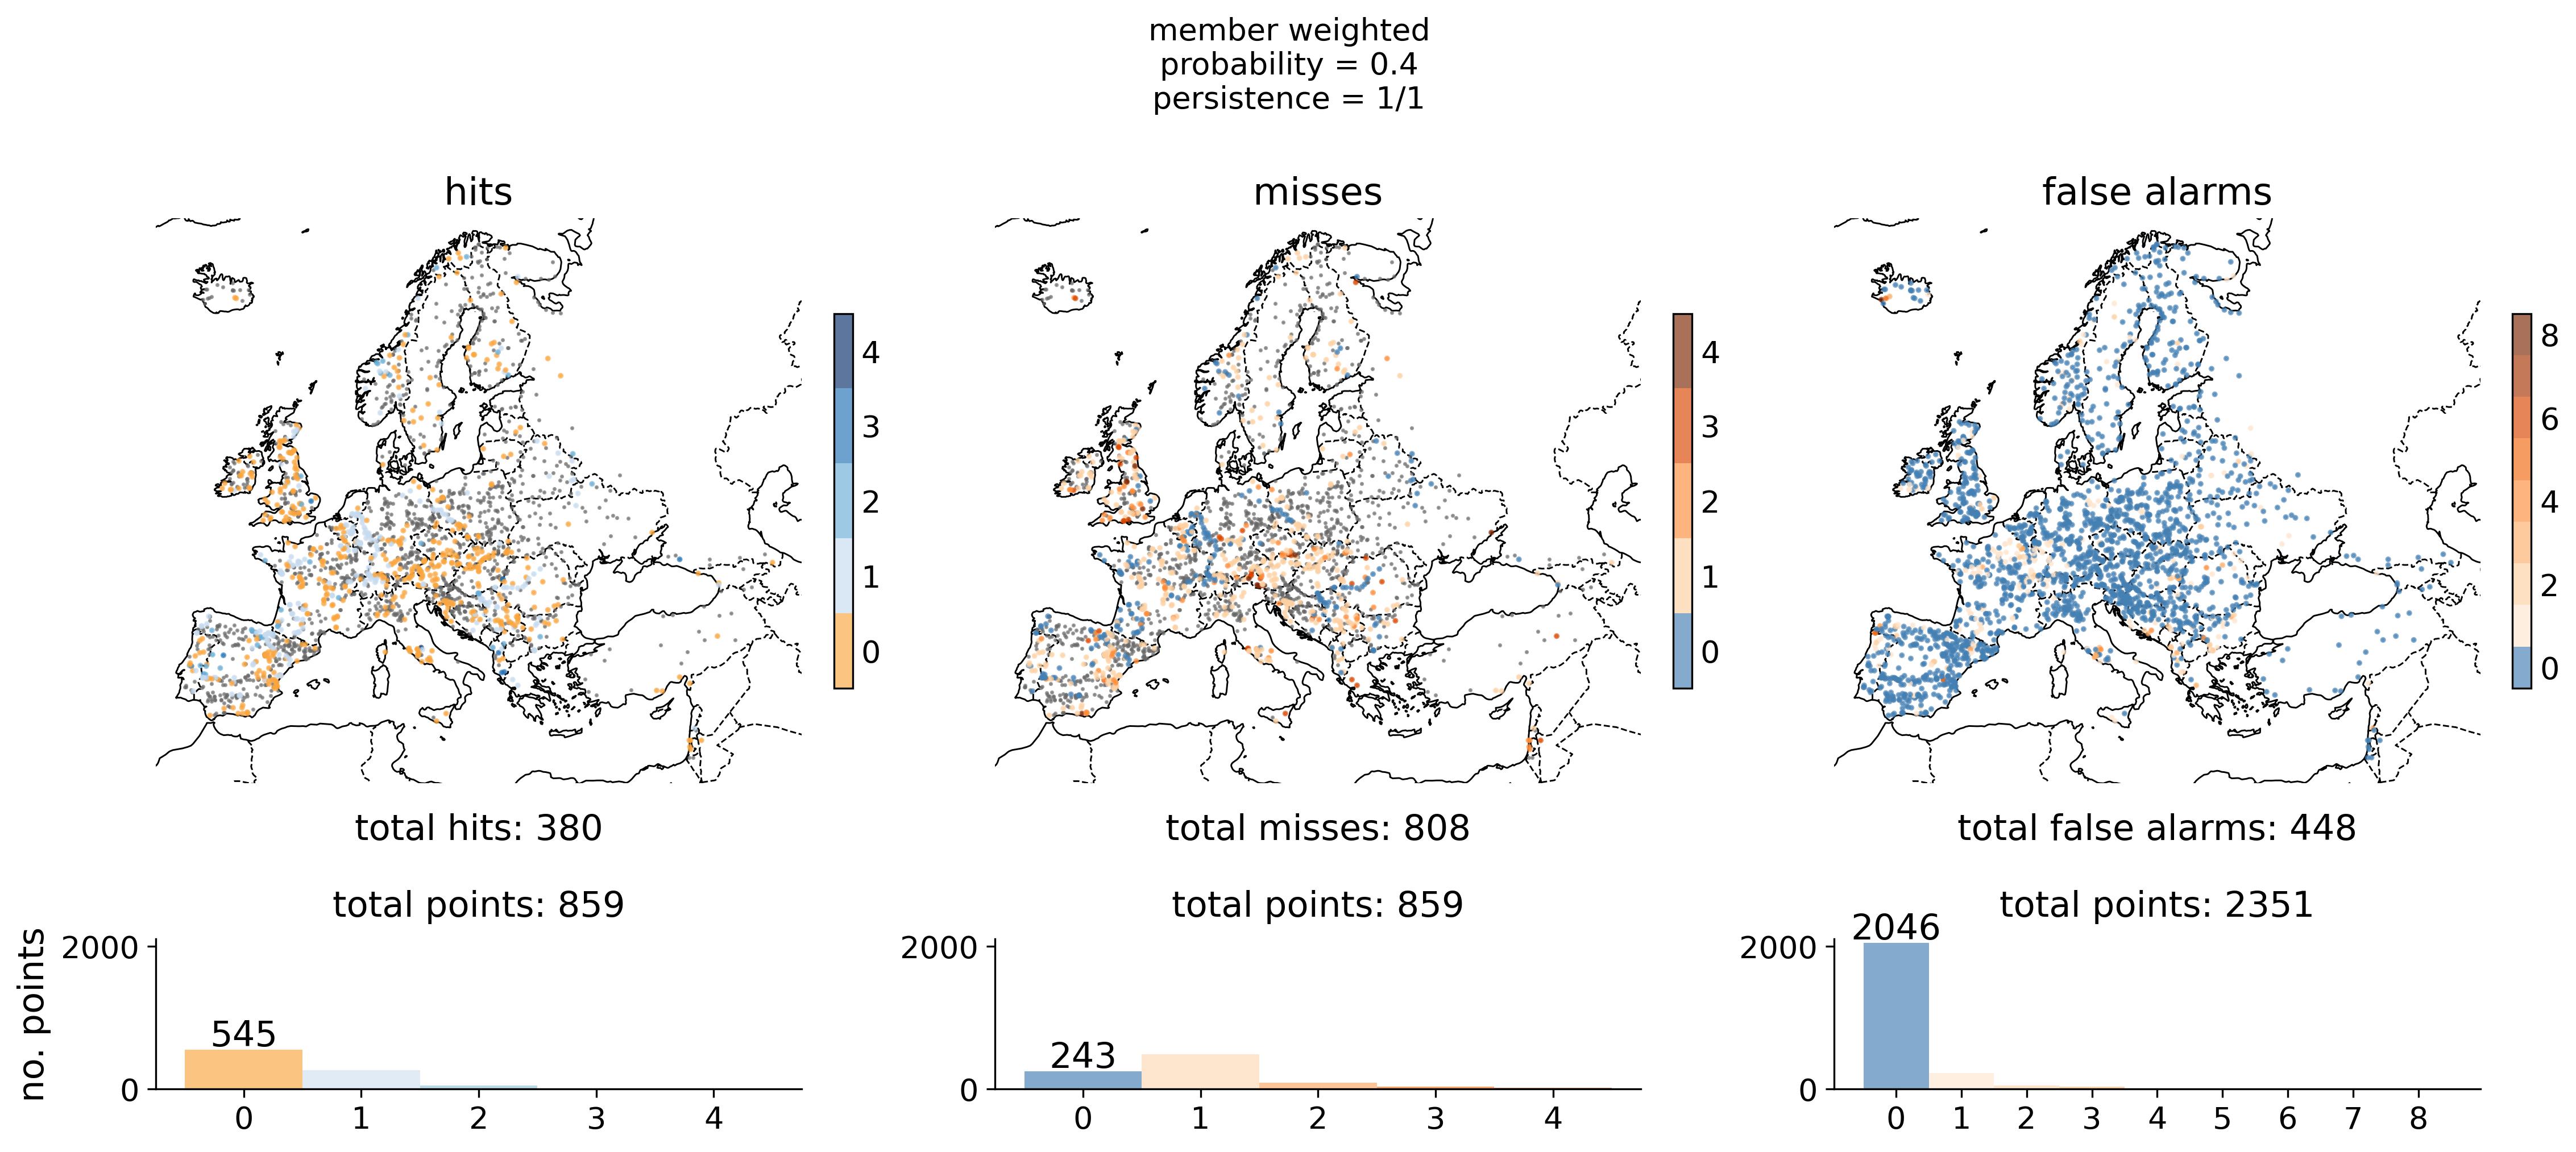 member weighted
probability = 0.4
persistence = 1/1
hits
misses
false alarms
4
3
2
1
0
4
3
2
1
0
8
6
4
2
0
total hits: 380
total misses: 808
total false alarms: 448
total points: 859
total points: 859
total points: 2351
no. points
2000
0
545
0 1 2 3 4
2000
0
243
0 1 2 3 4
2000
0
2046
0 1 2 3 4 5 6 7 8